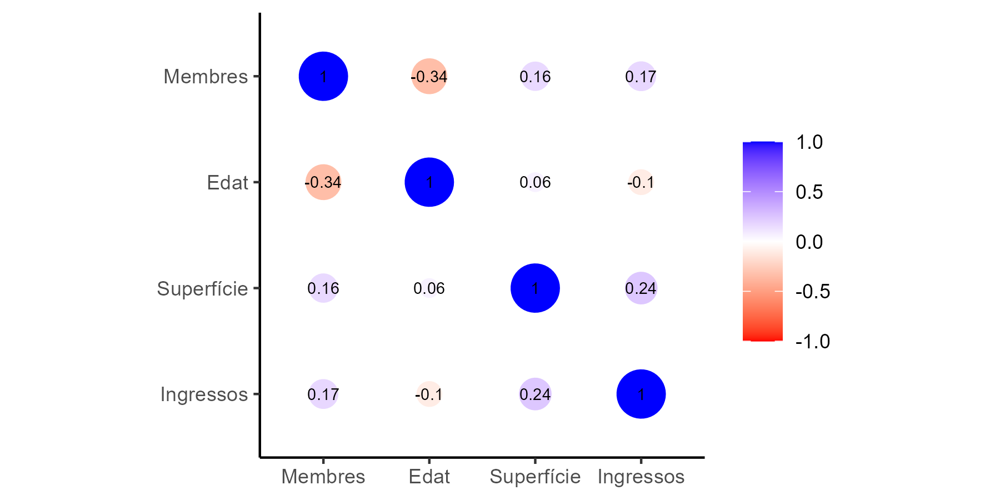 Membres 1 -0.34 0.16 0.17
Edat -0.34 1 0.06 -0.1
Superfície 0.16 0.06 1 0.24
Ingressos 0.17 -0.1 0.24 1
Membres Edat Superfície Ingressos
1.0
0.5
0.0
-0.5
-1.0